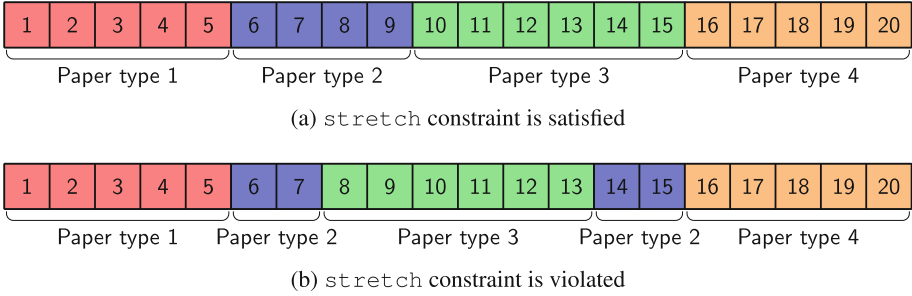 1 2 3 4 5 6 7 8 9 10 11 12 13 14 15 16 17 18 19 20
Paper type 1 Paper type 2 Paper type 3 Paper type 4
(a) stretch constraint is satisfied
1 2 3 4 5 6 7 8 9 10 11 12 13 14 15 16 17 18 19 20
Paper type 1 Paper type 2 Paper type 3 Paper type 2 Paper type 4
(b) stretch constraint is violated